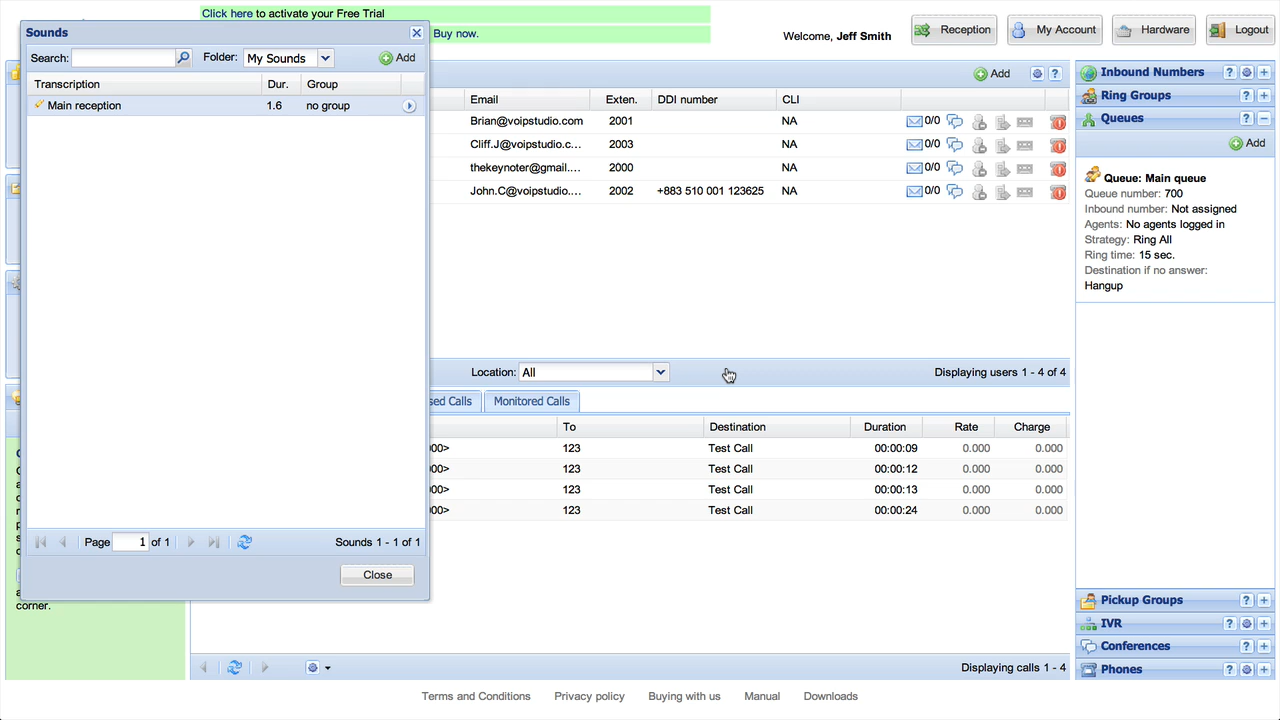 Click here to activate your Free Trial
Buy now.
Welcome, Jeff Smith
Reception
My Account
Hardware
Logout
Sounds
Search:
Folder: My Sounds
Add
Transcription Dur. Group
Main reception 1.6 no group
Page 1 of 1
Sounds 1 - 1 of 1
Close
corner.
Add
Email Exten. DDI number CLI
Brian@voipstudio.com 2001 NA 0/0
Cliff.J@voipstudio.c... 2003 NA 0/0
thekeynoter@gmail.... 2000 NA 0/0
John.C@voipstudio.... 2002 +883 510 001 123625 NA 0/0
Location: All
Displaying users 1 - 4 of 4
sed Calls
Monitored Calls
To Destination Duration Rate Charge
00> 123 Test Call 00:00:09 0.000 0.000
00> 123 Test Call 00:00:12 0.000 0.000
00> 123 Test Call 00:00:13 0.000 0.000
00> 123 Test Call 00:00:24 0.000 0.000
Displaying calls 1 - 4
Inbound Numbers
Ring Groups
Queues
Add
Queue: Main queue
Queue number: 700
Inbound number: Not assigned
Agents: No agents logged in
Strategy: Ring All
Ring time: 15 sec.
Destination if no answer:
Hangup
Pickup Groups
IVR
Conferences
Phones
Terms and Conditions
Privacy policy
Buying with us
Manual
Downloads